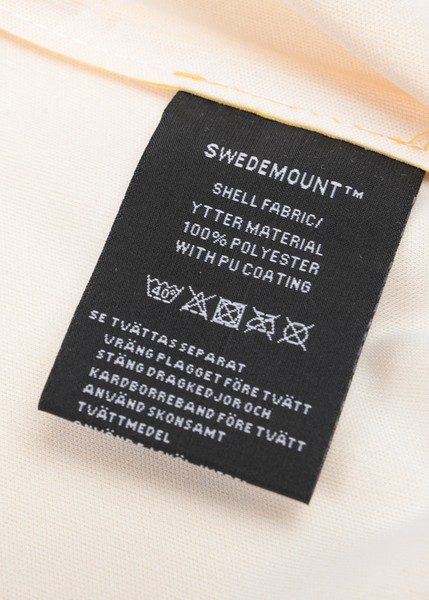 SWEDEMOUNT™
SHELL FABRIC/
YTTER MATERIAL
100% POLYESTER
WITH PU COATING
40°
SE TVÄTTAS SEPARAT
VRÄNG PLAGGET FÖRE TVÄTT
STÄNG DRAGKEDJOR OCH
KARDBORREBAND FÖRE TVÄTT
ANVÄND SKONSAMT
TVÄTTMEDEL